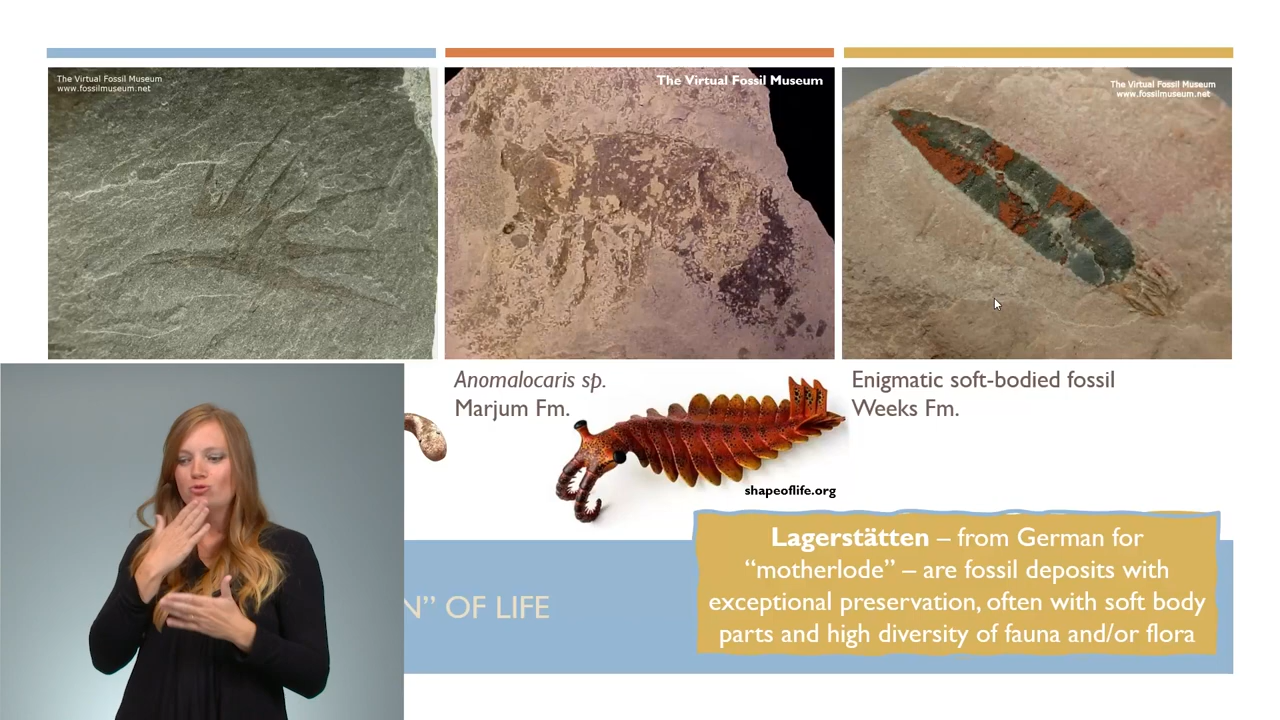 The Virtual Fossil Museum
www.fossilmuseum.net
The Virtual Fossil Museum
The Virtual Fossil Museum
www.fossilmuseum.net
Anomalocaris sp.
Marjum Fm.
Enigmatic soft-bodied fossil
Weeks Fm.
shapeoflife.org
N” OF LIFE
Lagerstätten – from German for
“motherlode” – are fossil deposits with
exceptional preservation, often with soft body
parts and high diversity of fauna and/or flora